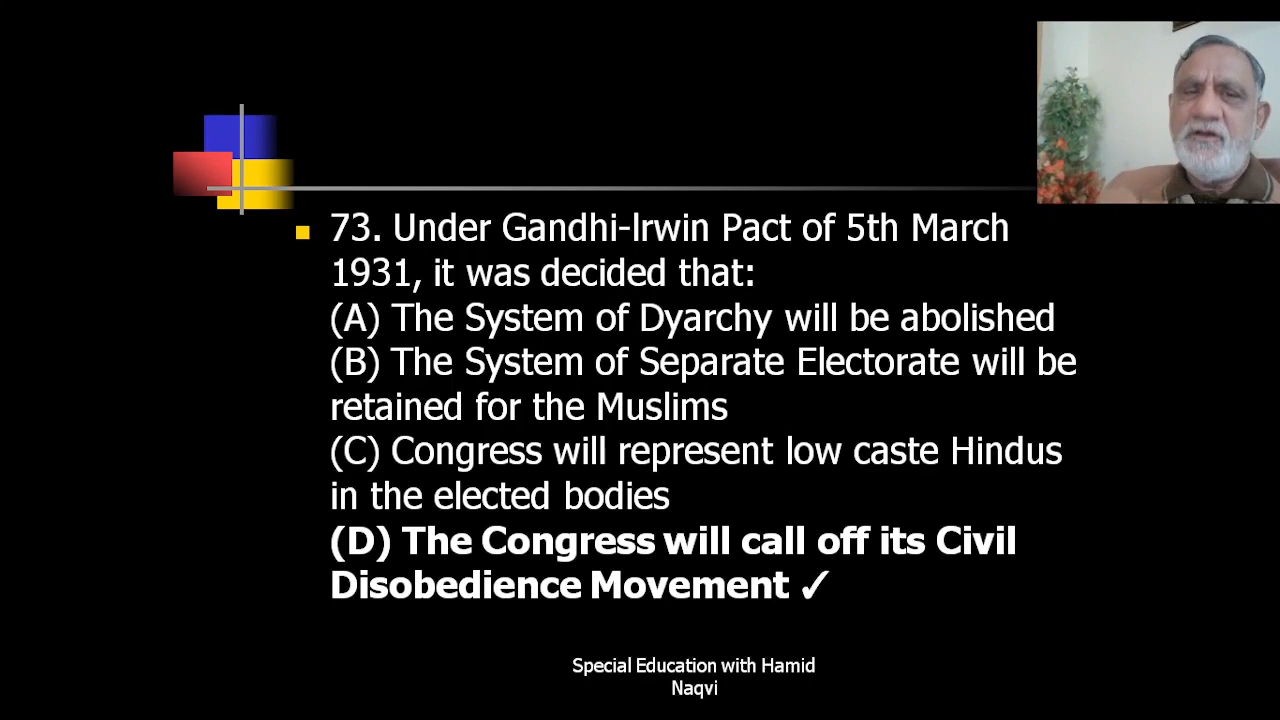 73. Under Gandhi-lrwin Pact of 5th March
1931, it was decided that:
(A) The System of Dyarchy will be abolished
(B) The System of Separate Electorate will be
retained for the Muslims
(C) Congress will represent low caste Hindus
in the elected bodies
(D) The Congress will call off its Civil
Disobedience Movement ✓
Special Education with Hamid
Naqvi